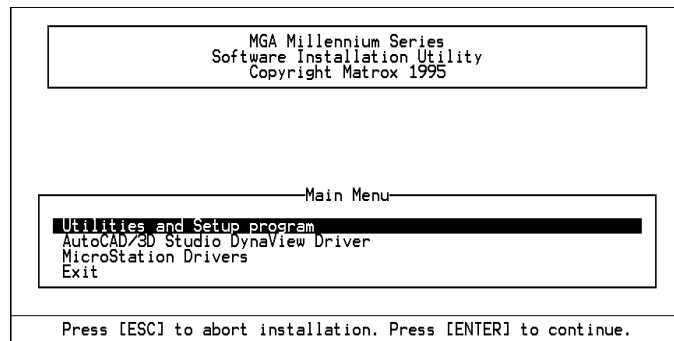 MGA Millennium Series
Software Installation Utility
Copyright Matrox 1995
Main Menu
Utilities and Setup program
AutoCAD/3D Studio DynaView Driver
MicroStation Drivers
Exit
Press [ESC] to abort installation. Press [ENTER] to continue.